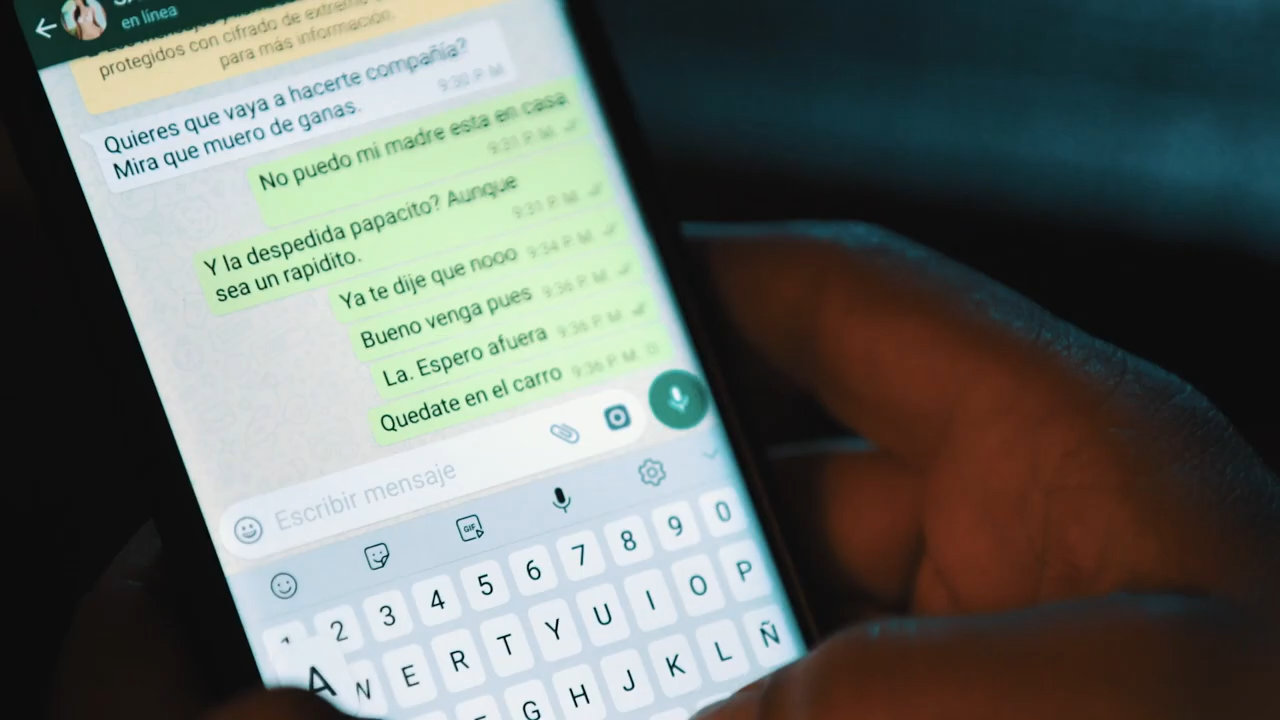 en línea
protegidos con cifrado de extremo
para más información.
Quieres que vaya a hacerte compañía?
Mira que muero de ganas.
9:30 P. M.
No puedo mi madre esta en casa
9:31 P. M.
Y la despedida papacito? Aunque
sea un rapidito.
9:31 P. M.
Ya te dije que nooo 9:34 P. M.
Bueno venga pues 9:36 P. M.
La. Espero afuera 9:36 P. M.
Quedate en el carro 9:36 P. M.
Escribir mensaje
GIF
1 2 3 4 5 6 7 8 9 0
W E R T Y U I O P
A G H J K L Ñ